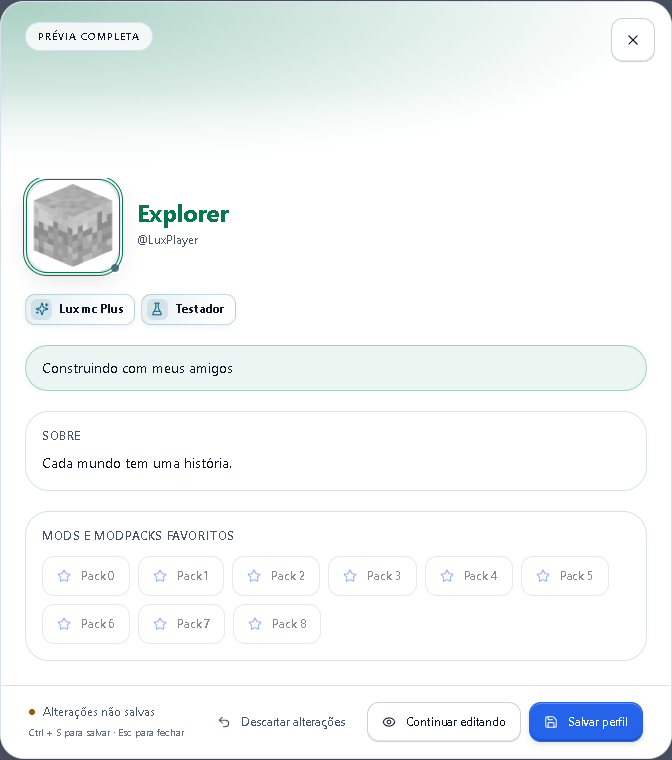 PRÉVIA COMPLETA
Explorer
@LuxPlayer
Lux mc Plus
Testador
Construindo com meus amigos
SOBRE
Cada mundo tem uma história.
MODS E MODPACKS FAVORITOS
Pack 0 Pack 1 Pack 2 Pack 3 Pack 4 Pack 5
Pack 6 Pack 7 Pack 8
Alterações não salvas
Ctrl + S para salvar · Esc para fechar
Descartar alterações
Continuar editando
Salvar perfil